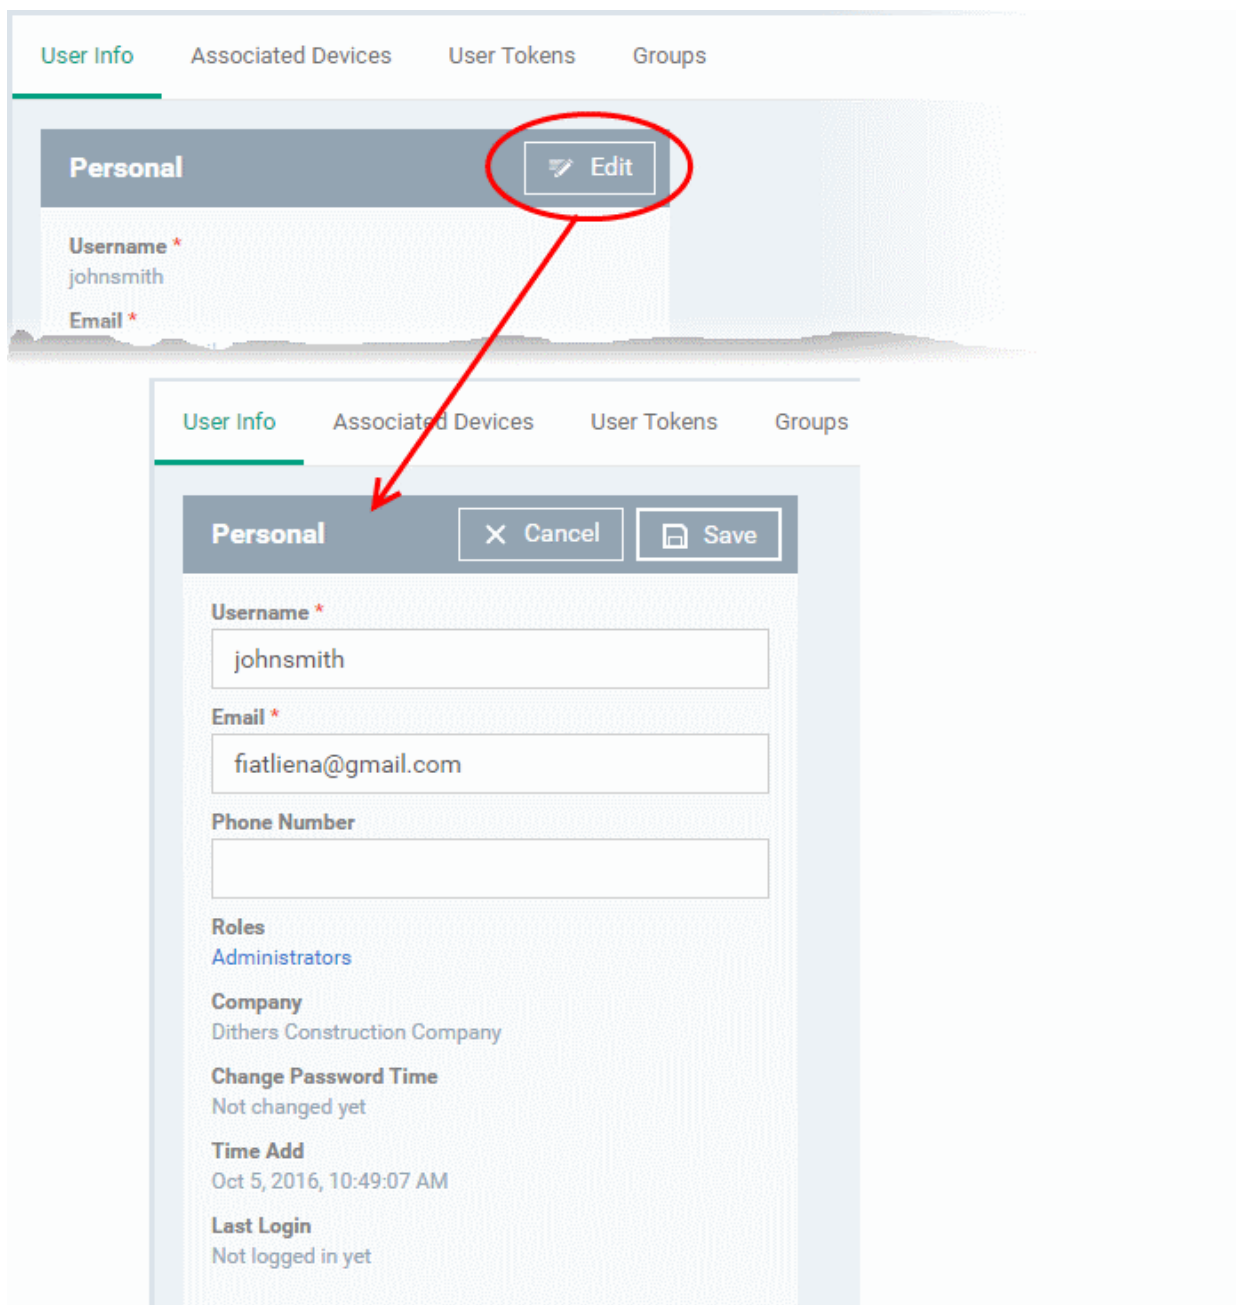 User Info Associated Devices User Tokens Groups
Personal Edit
Username *
johnsmith
Email *
User Info Associated Devices User Tokens Groups
Personal Cancel Save
Username *
johnsmith
Email *
fiatliena@gmail.com
Phone Number
Roles
Administrators
Company
Dithers Construction Company
Change Password Time
Not changed yet
Time Add
Oct 5, 2016, 10:49:07 AM
Last Login
Not logged in yet